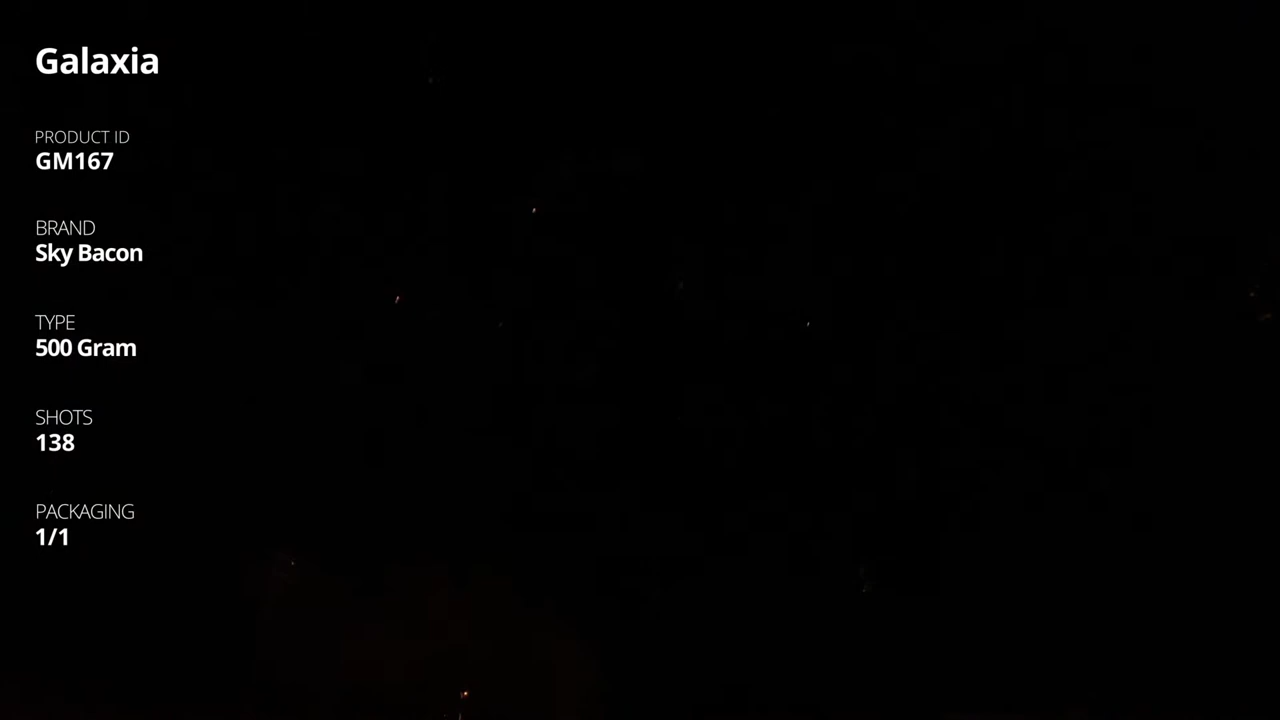 Galaxia
PRODUCT ID
GM167
BRAND
Sky Bacon
TYPE
500 Gram
SHOTS
138
PACKAGING
1/1